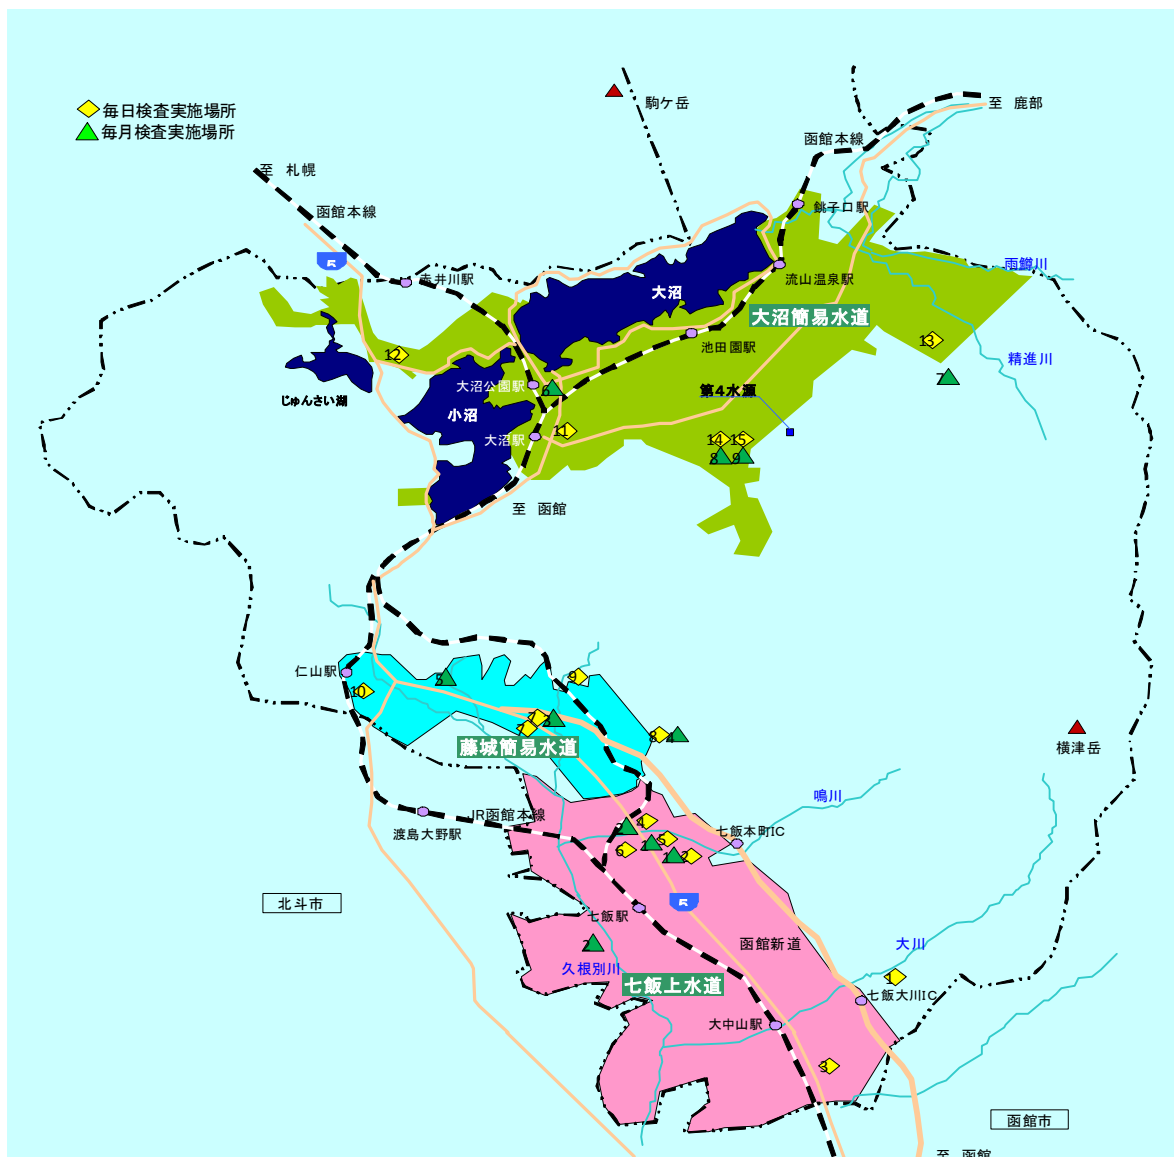 毎日検査実施場所
毎月検査実施場所
駒ケ岳
至 鹿部
函館本線
至 札幌
函館本線
銚子口駅
5
赤井川駅
雨鱒川
大沼
流山温泉駅
大沼簡易水道
池田園駅
12
13
精進川
7
大沼公園駅
6
第4水源
じゅんさい湖
小沼
大沼駅
11
14
15
8
9
至 函館
仁山駅
5
9
10
7
3
7
8
4
藤城簡易水道
横津岳
鳴川
JR函館本線
渡島大野駅
4
七飯本町IC
5
6
1
2
北斗市
5
七飯駅
函館新道
2
大川
久根別川
七飯上水道
1
七飯大川IC
大中山駅
3
函館市
至 函館